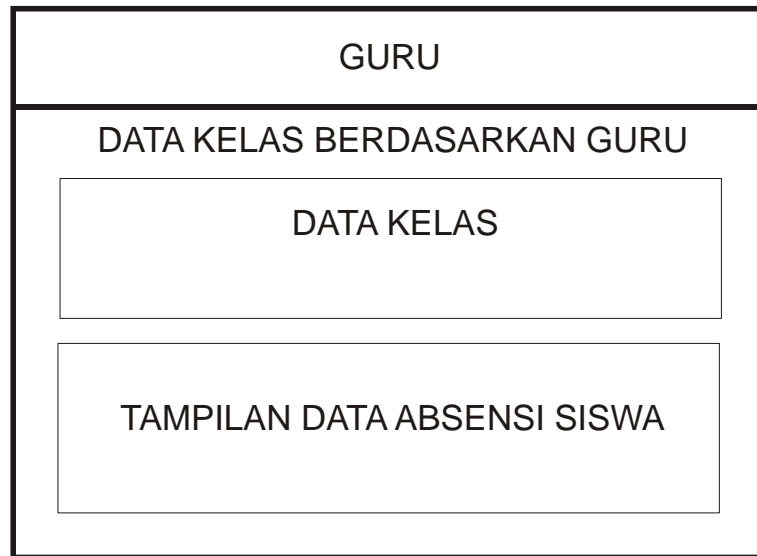 GURU
DATA KELAS BERDASARKAN GURU
DATA KELAS
TAMPILAN DATA ABSENSI SISWA